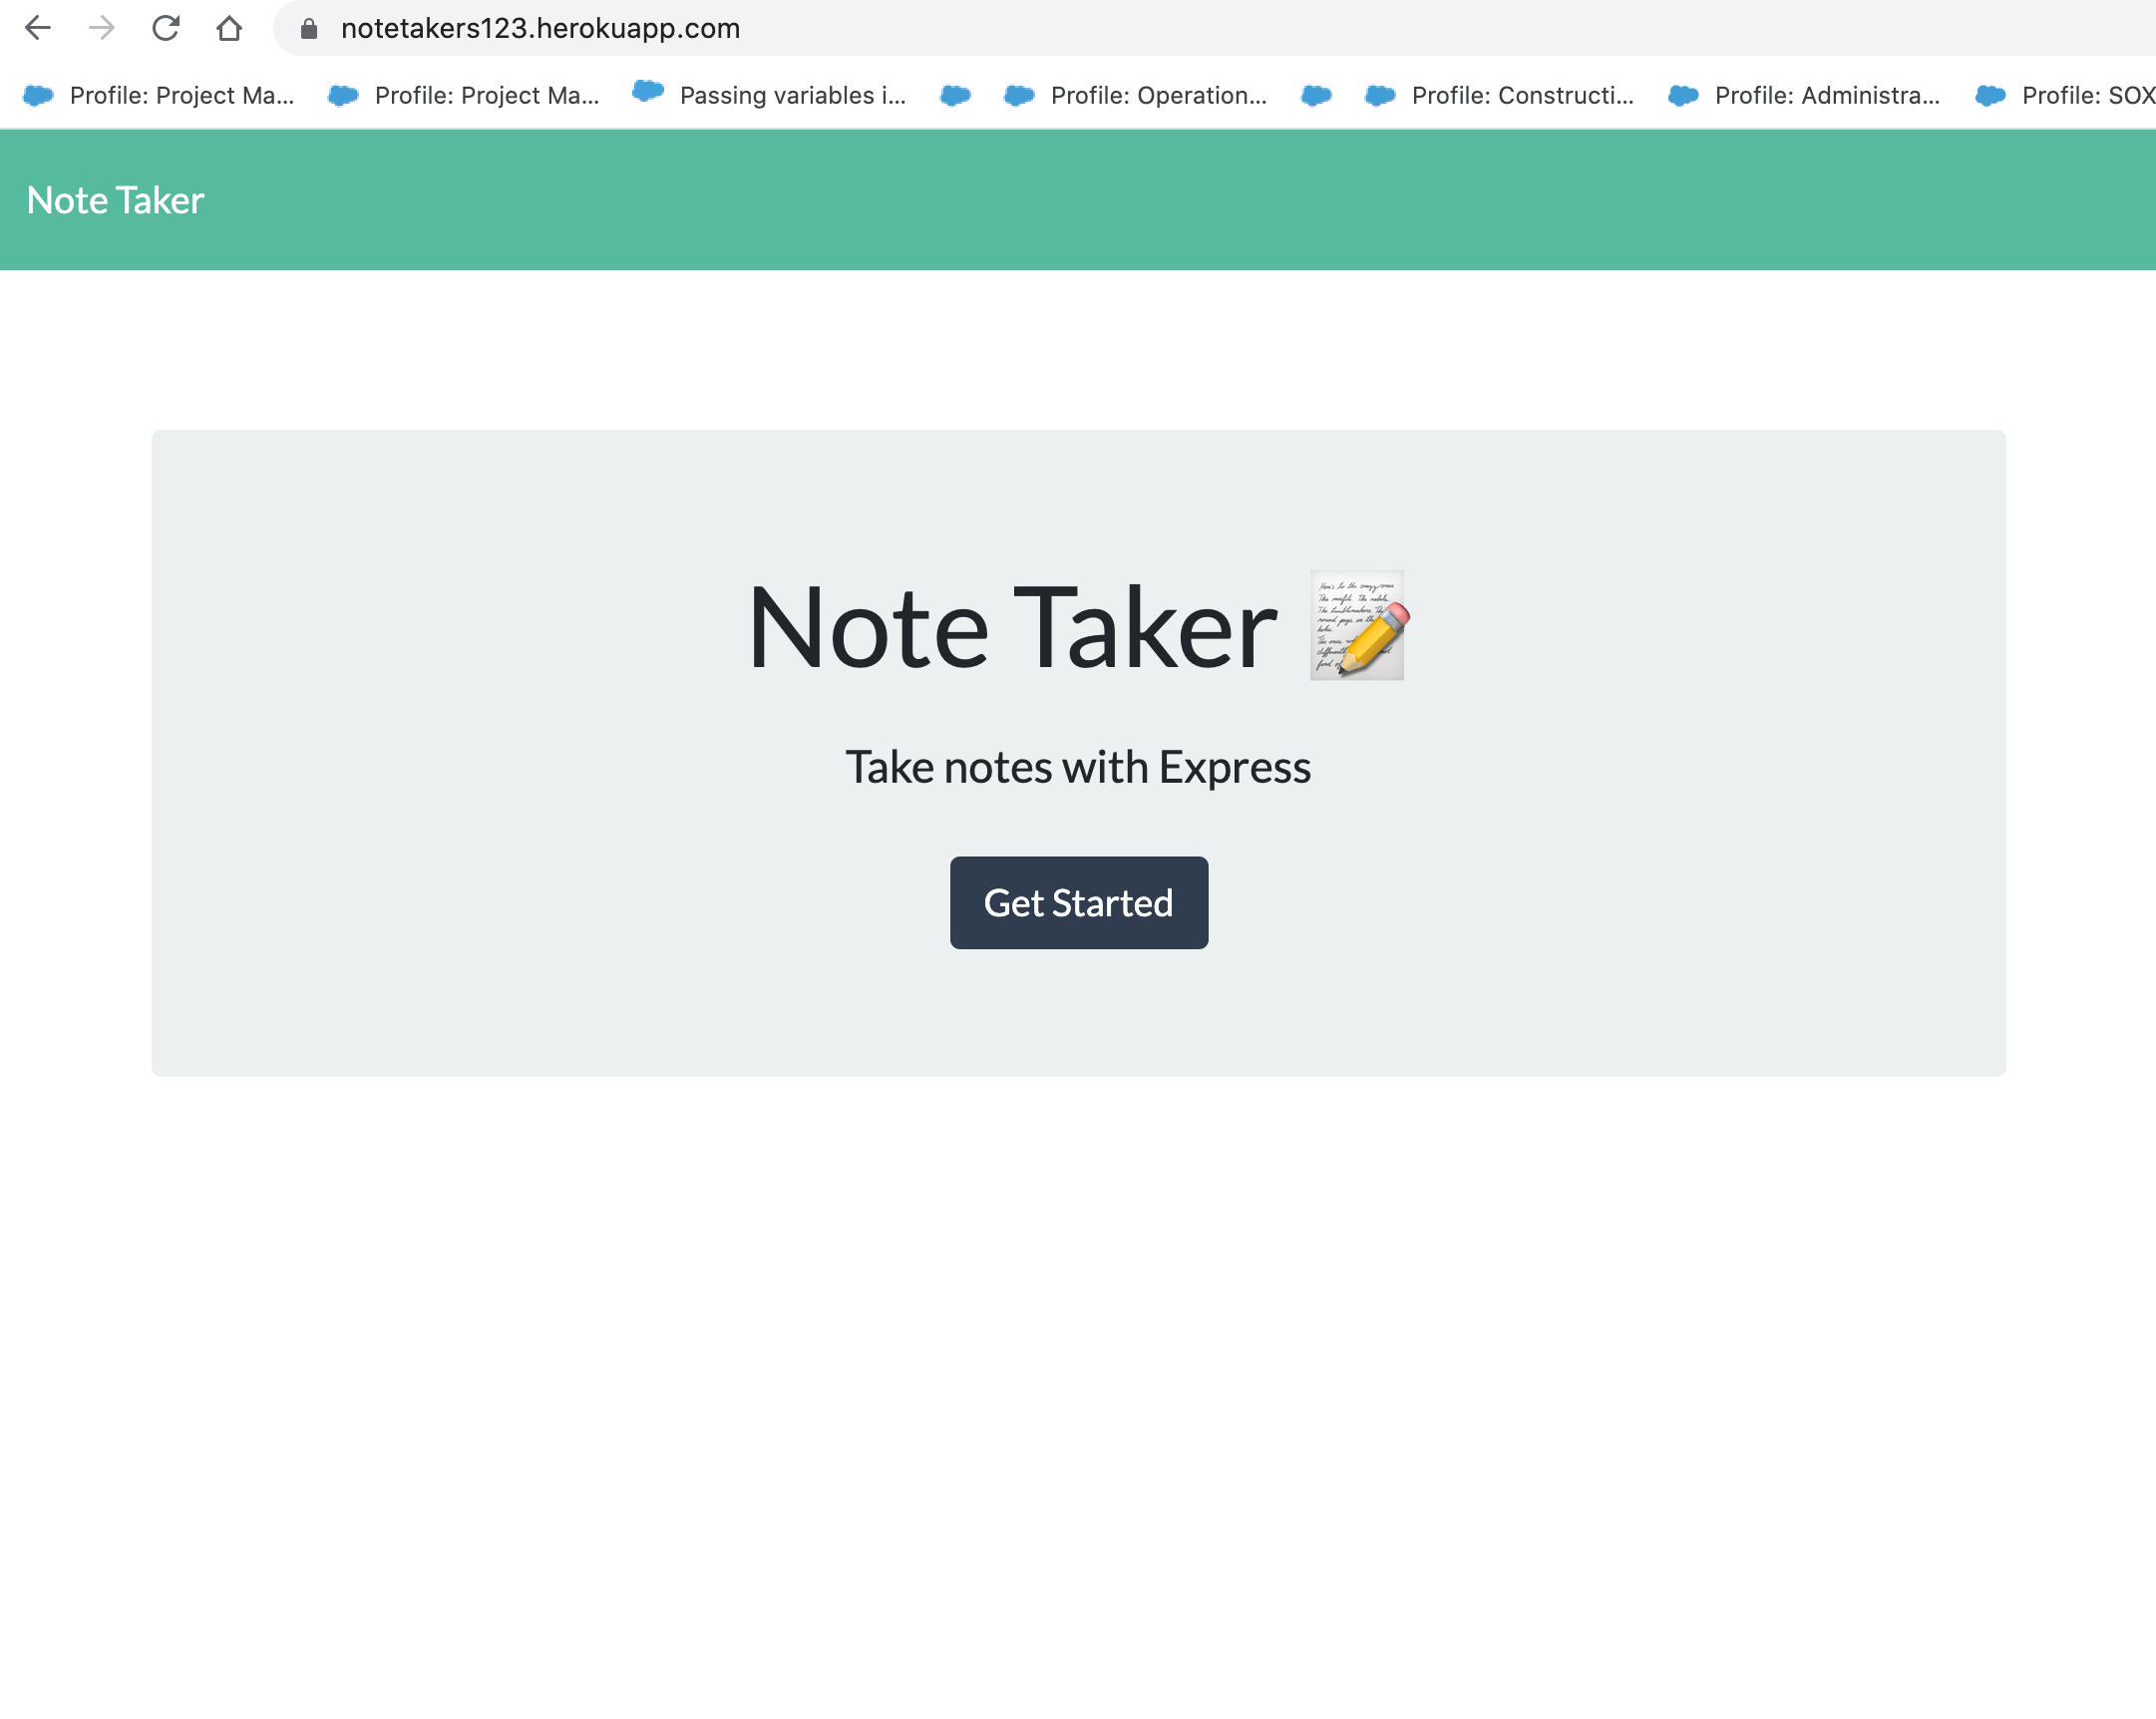 notetakers123.herokuapp.com
Profile: Project Ma... Profile: Project Ma... Passing variables i... Profile: Operation... Profile: Constructi... Profile: Administra... Profile: SOX
Note Taker
Note Taker 📝
Take notes with Express
Get Started